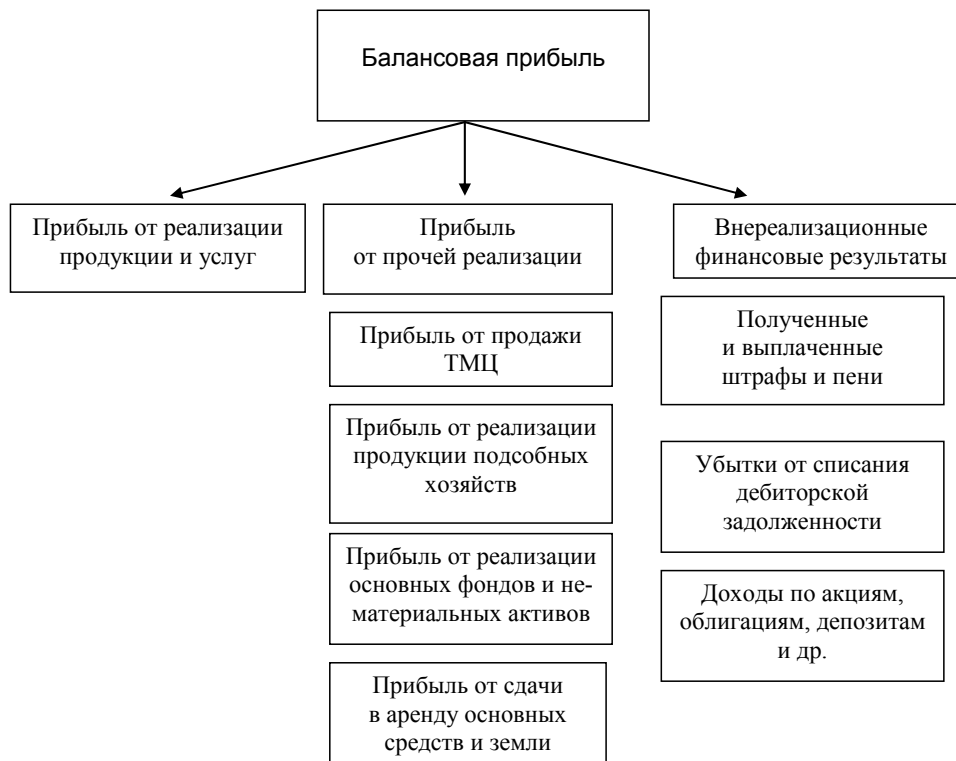 Балансовая прибыль
Прибыль от реализации
продукции и услуг
Прибыль
от прочей реализации
Прибыль от продажи
ТМЦ
Прибыль от реализации
продукции подсобных
хозяйств
Прибыль от реализации
основных фондов и не-
материальных активов
Прибыль от сдачи
в аренду основных
средств и земли
Внереализационные
финансовые результаты
Полученные
и выплаченные
штрафы и пени
Убытки от списания
дебиторской
задолженности
Доходы по акциям,
облигациям, депозитам
и др.